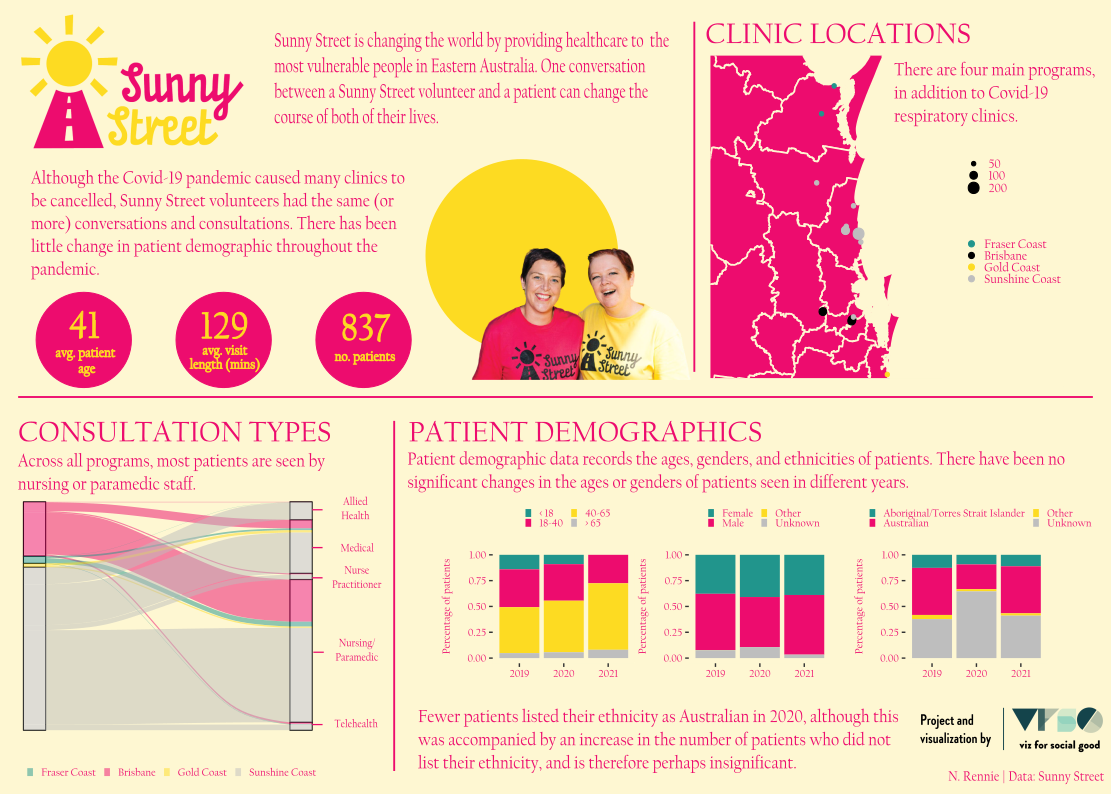 Sunny
Street
Sunny Street is changing the world by providing healthcare to the
most vulnerable people in Eastern Australia. One conversation
between a Sunny Street volunteer and a patient can change the
course of both of their lives.
Although the Covid-19 pandemic caused many clinics to
be cancelled, Sunny Street volunteers had the same (or
more) conversations and consultations. There has been
little change in patient demographic throughout the
pandemic.
41
avg. patient
age
129
avg. visit
length (mins)
837
no. patients
Sunny
Street
Sunny
Street
CLINIC LOCATIONS
There are four main programs,
in addition to Covid-19
respiratory clinics.
50
100
200
Fraser Coast
Brisbane
Gold Coast
Sunshine Coast
CONSULTATION TYPES
Across all programs, most patients are seen by
nursing or paramedic staff.
Allied
Health
Medical
Nurse
Practitioner
Nursing/
Paramedic
Telehealth
Fraser Coast Brisbane Gold Coast Sunshine Coast
PATIENT DEMOGRAPHICS
Patient demographic data records the ages, genders, and ethnicities of patients. There have been no
significant changes in the ages or genders of patients seen in different years.
<18 40-65
18-40 >65
Percentage of patients
1.00
0.75
0.50
0.25
0.00
2019 2020 2021
Female Other
Male Unknown
Percentage of patients
1.00
0.75
0.50
0.25
0.00
2019 2020 2021
Aboriginal/Torres Strait Islander Other
Australian Unknown
Percentage of patients
1.00
0.75
0.50
0.25
0.00
2019 2020 2021
Fewer patients listed their ethnicity as Australian in 2020, although this
was accompanied by an increase in the number of patients who did not
list their ethnicity, and is therefore perhaps insignificant.
Project and
visualization by
VFSG
viz for social good
N. Rennie | Data: Sunny Street